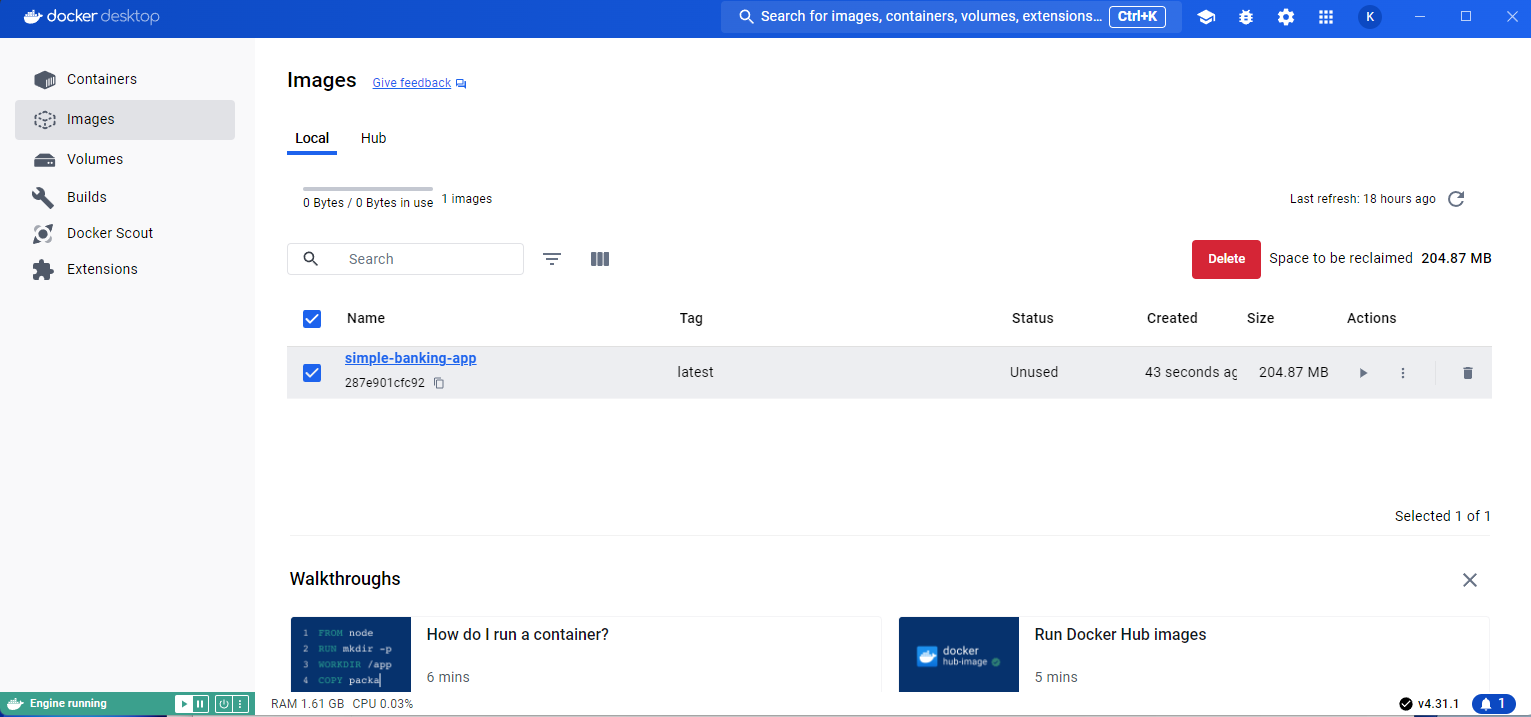 docker desktop
Search for images, containers, volumes, extensions... Ctrl+K
K
Containers
Images
Volumes
Builds
Docker Scout
Extensions
Images Give feedback
Local Hub
0 Bytes / 0 Bytes in use 1 images
Last refresh: 18 hours ago
Search
Delete Space to be reclaimed 204.87 MB
Name Tag Status Created Size Actions
simple-banking-app
287e901cfc92
latest Unused 43 seconds ag 204.87 MB
Selected 1 of 1
Walkthroughs
1 FROM node
2 RUN mkdir -p
3 WORKDIR /app
4 COPY packa
How do I run a container?
6 mins
docker
hub-image
Run Docker Hub images
5 mins
Engine running
RAM 1.61 GB CPU 0.03%
v4.31.1
1